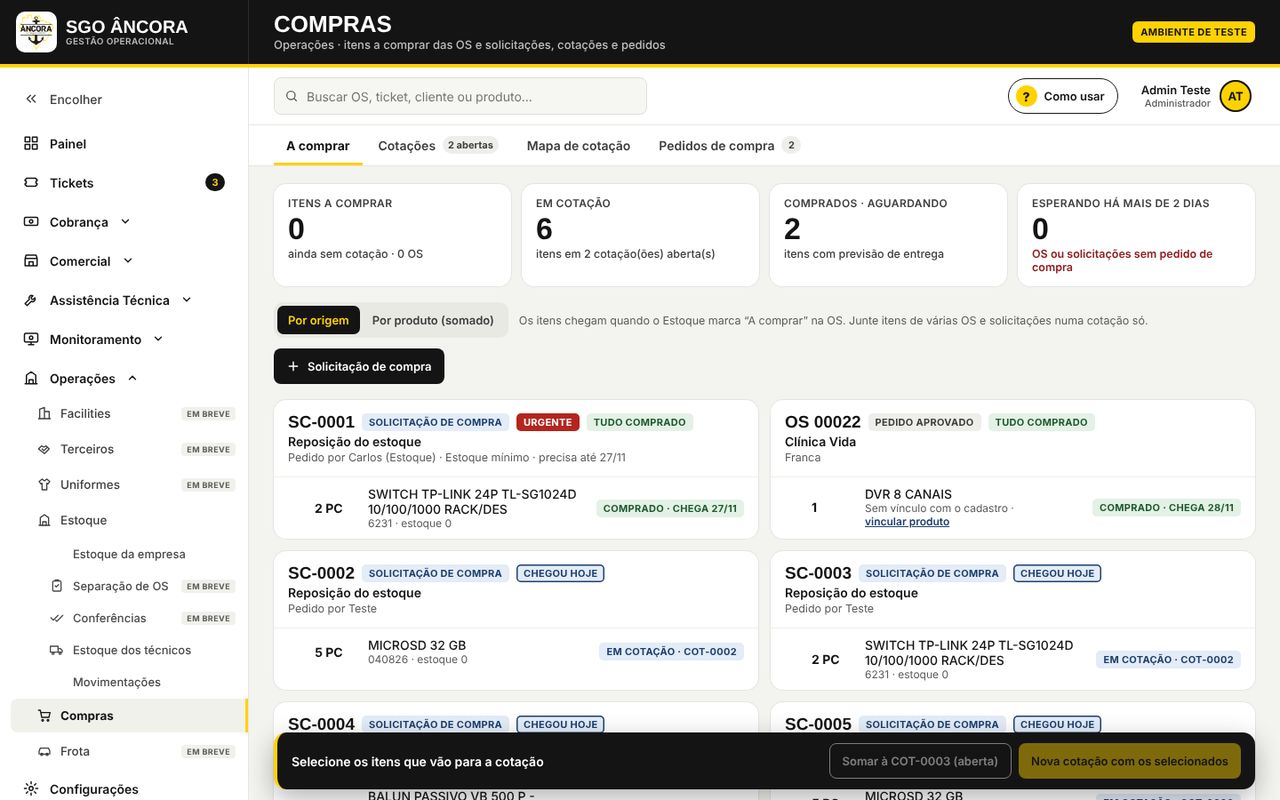 ÂNCORA
SGO ÂNCORA
GESTÃO OPERACIONAL
COMPRAS
Operações · itens a comprar das OS e solicitações, cotações e pedidos
AMBIENTE DE TESTE
Encolher
Painel
Tickets
3
Cobrança
Comercial
Assistência Técnica
Monitoramento
Operações
Facilities
EM BREVE
Terceiros
EM BREVE
Uniformes
EM BREVE
Estoque
Estoque da empresa
Separação de OS
EM BREVE
Conferências
EM BREVE
Estoque dos técnicos
Movimentações
Compras
Frota
EM BREVE
Configurações
Buscar OS, ticket, cliente ou produto...
? Como usar
Admin Teste
Administrador
AT
A comprar
Cotações 2 abertas
Mapa de cotação
Pedidos de compra 2
ITENS A COMPRAR
0
ainda sem cotação · 0 OS
EM COTAÇÃO
6
itens em 2 cotação(ões) aberta(s)
COMPRADOS · AGUARDANDO
2
itens com previsão de entrega
ESPERANDO HÁ MAIS DE 2 DIAS
0
OS ou solicitações sem pedido de
compra
Por origem
Por produto (somado)
Os itens chegam quando o Estoque marca “A comprar” na OS. Junte itens de várias OS e solicitações numa cotação só.
+ Solicitação de compra
SC-0001 SOLICITAÇÃO DE COMPRA URGENTE TUDO COMPRADO
Reposição do estoque
Pedido por Carlos (Estoque) · Estoque mínimo · precisa até 27/11
2 PC
SWITCH TP-LINK 24P TL-SG1024D
10/100/1000 RACK/DES
6231 · estoque 0
COMPRADO · CHEGA 27/11
OS 00022 PEDIDO APROVADO TUDO COMPRADO
Clínica Vida
Franca
1
DVR 8 CANAIS
Sem vínculo com o cadastro ·
vincular produto
COMPRADO · CHEGA 28/11
SC-0002 SOLICITAÇÃO DE COMPRA CHEGOU HOJE
Reposição do estoque
Pedido por Teste
5 PC
MICROSD 32 GB
040826 · estoque 0
EM COTAÇÃO · COT-0002
SC-0003 SOLICITAÇÃO DE COMPRA CHEGOU HOJE
Reposição do estoque
Pedido por Teste
2 PC
SWITCH TP-LINK 24P TL-SG1024D
10/100/1000 RACK/DES
6231 · estoque 0
EM COTAÇÃO · COT-0002
SC-0004 SOLICITAÇÃO DE COMPRA CHEGOU HOJE
SC-0005 SOLICITAÇÃO DE COMPRA CHEGOU HOJE
Selecione os itens que vão para a cotação
Somar à COT-0003 (aberta)
Nova cotação com os selecionados
BALUN PASSIVO VB 500 P -
MICROSD 32 GB